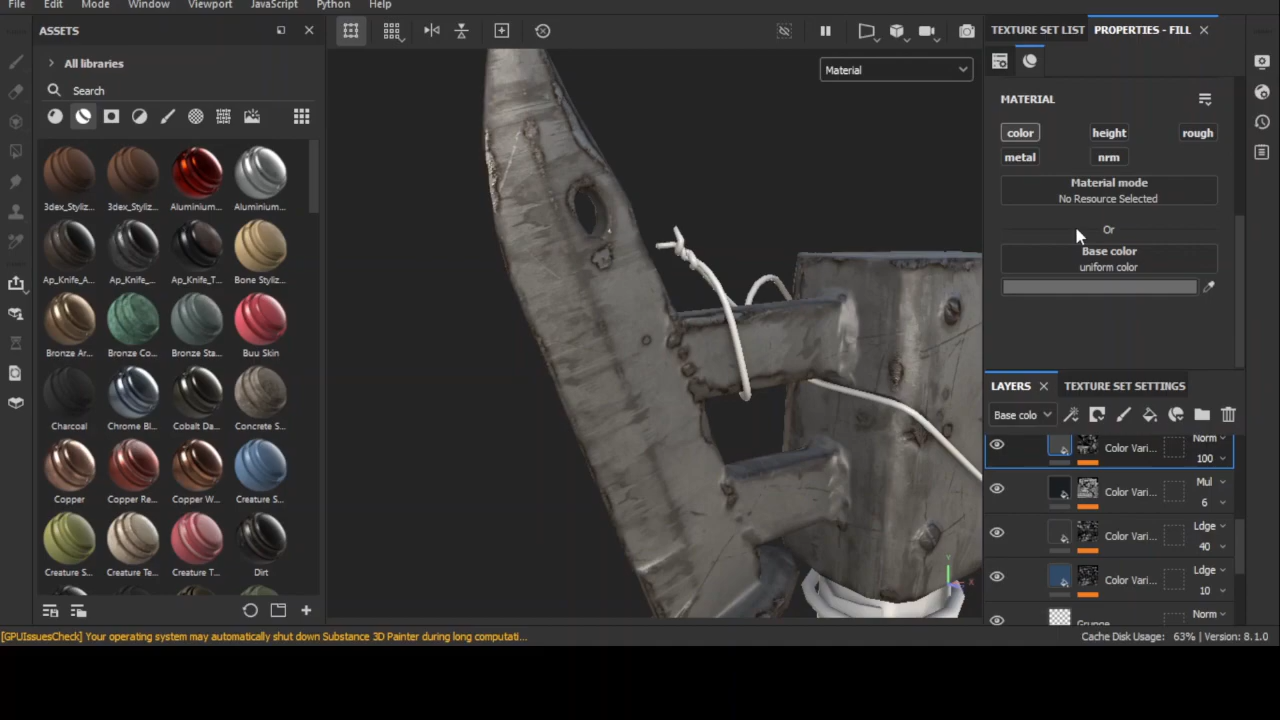 File Edit Mode Window Viewport JavaScript Python Help
ASSETS
All libraries
Search
3dex_Styliz...
3dex_Styliz...
Aluminium...
Aluminium...
Ap_Knife_A...
Ap_Knife_A...
Ap_Knife_T...
Bone Styliz...
Bronze Ar...
Bronze Co...
Bronze Sta...
Buu Skin
Charcoal
Chrome Bl...
Cobalt Da...
Concrete S...
Copper
Copper Re...
Copper W...
Creature S...
Creature S...
Creature Te...
Creature T...
Dirt
Material
TEXTURE SET LIST
PROPERTIES - FILL
MATERIAL
color
height
rough
metal
nrm
Material mode
No Resource Selected
Or
Base color
uniform color
LAYERS
TEXTURE SET SETTINGS
Base colo
Color Vari...
Norm
100
Color Vari...
Mul
6
Color Vari...
Ldge
40
Color Vari...
Ldge
10
Grunge
Norm
[GPUIssuesCheck] Your operating system may automatically shut down Substance 3D Painter during long computati...
Cache Disk Usage: 63% | Version: 8.1.0